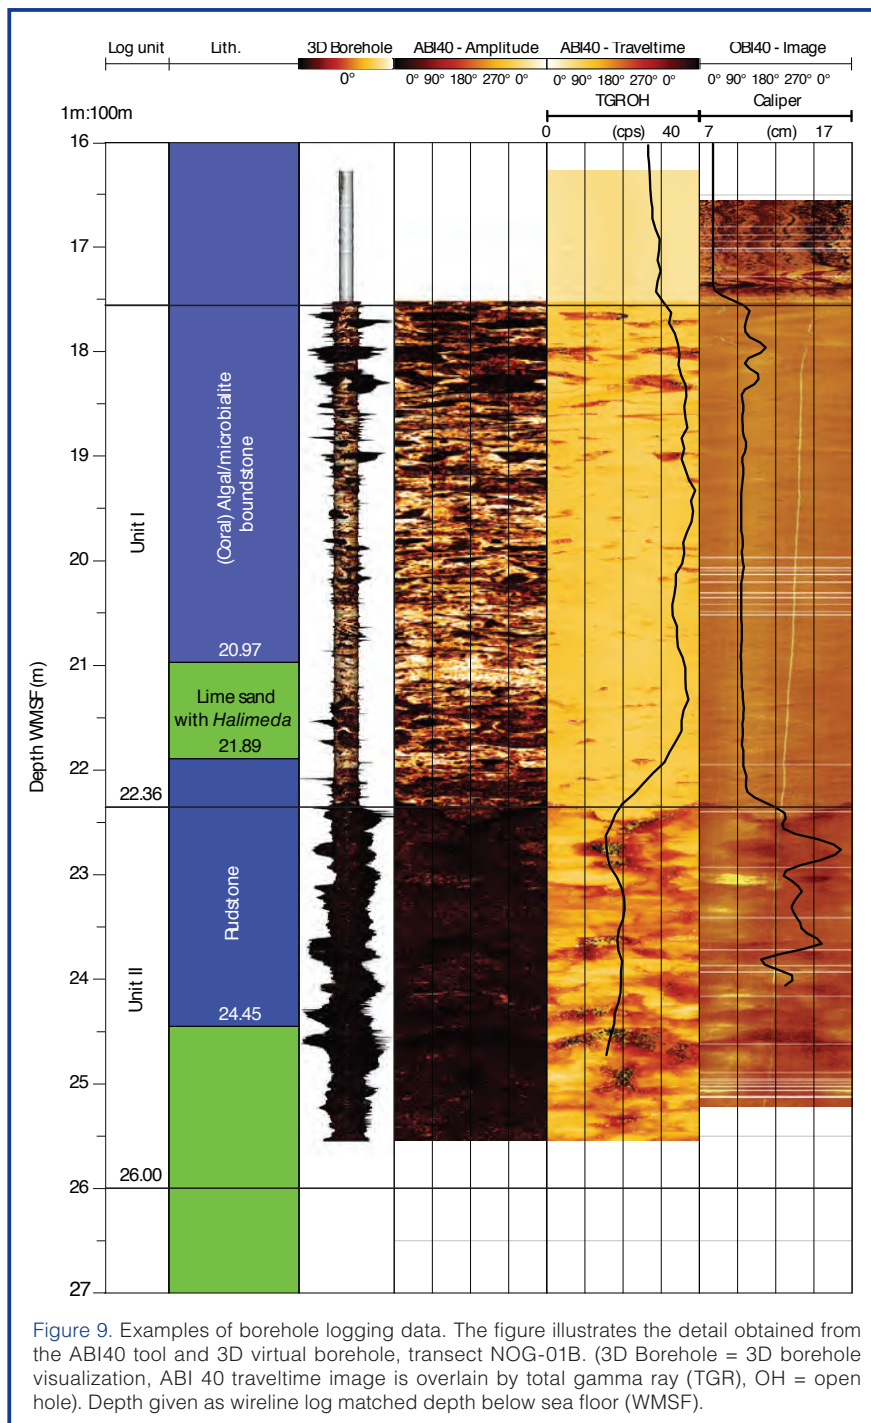 Log unit Lith. 3D Borehole ABI40 - Amplitude ABI40 - Traveltime OBI40 - Image
0° 0° 90° 180° 270° 0° 0° 90° 180° 270° 0° 0° 90° 180° 270° 0°
TGROH Caliper
1m:100m
0 (cps) 40 7 (cm) 17
16
17
18
19
20
21
22
23
24
25
26
27
Depth WMSF (m)
Unit I
22.36
Unit II
26.00
(Coral) Algal/microbialite
boundstone
20.97
Lime sand
with Halimeda
21.89
Rudstone
24.45
Figure 9. Examples of borehole logging data. The figure illustrates the detail obtained from
the ABI40 tool and 3D virtual borehole, transect NOG-01B. (3D Borehole = 3D borehole
visualization, ABI 40 traveltime image is overlain by total gamma ray (TGR), OH = open
hole). Depth given as wireline log matched depth below sea floor (WMSF).